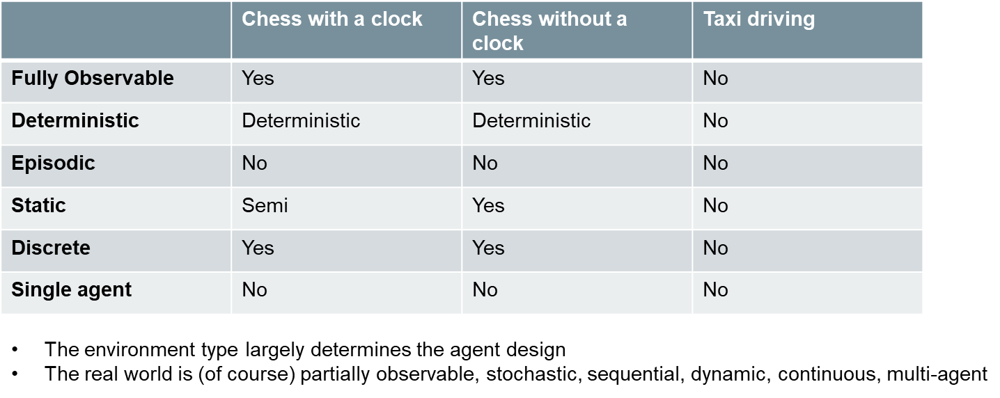 Chess with a clock Chess without a clock Taxi driving
Fully Observable Yes Yes No
Deterministic Deterministic Deterministic No
Episodic No No No
Static Semi Yes No
Discrete Yes Yes No
Single agent No No No
• The environment type largely determines the agent design
• The real world is (of course) partially observable, stochastic, sequential, dynamic, continuous, multi-agent